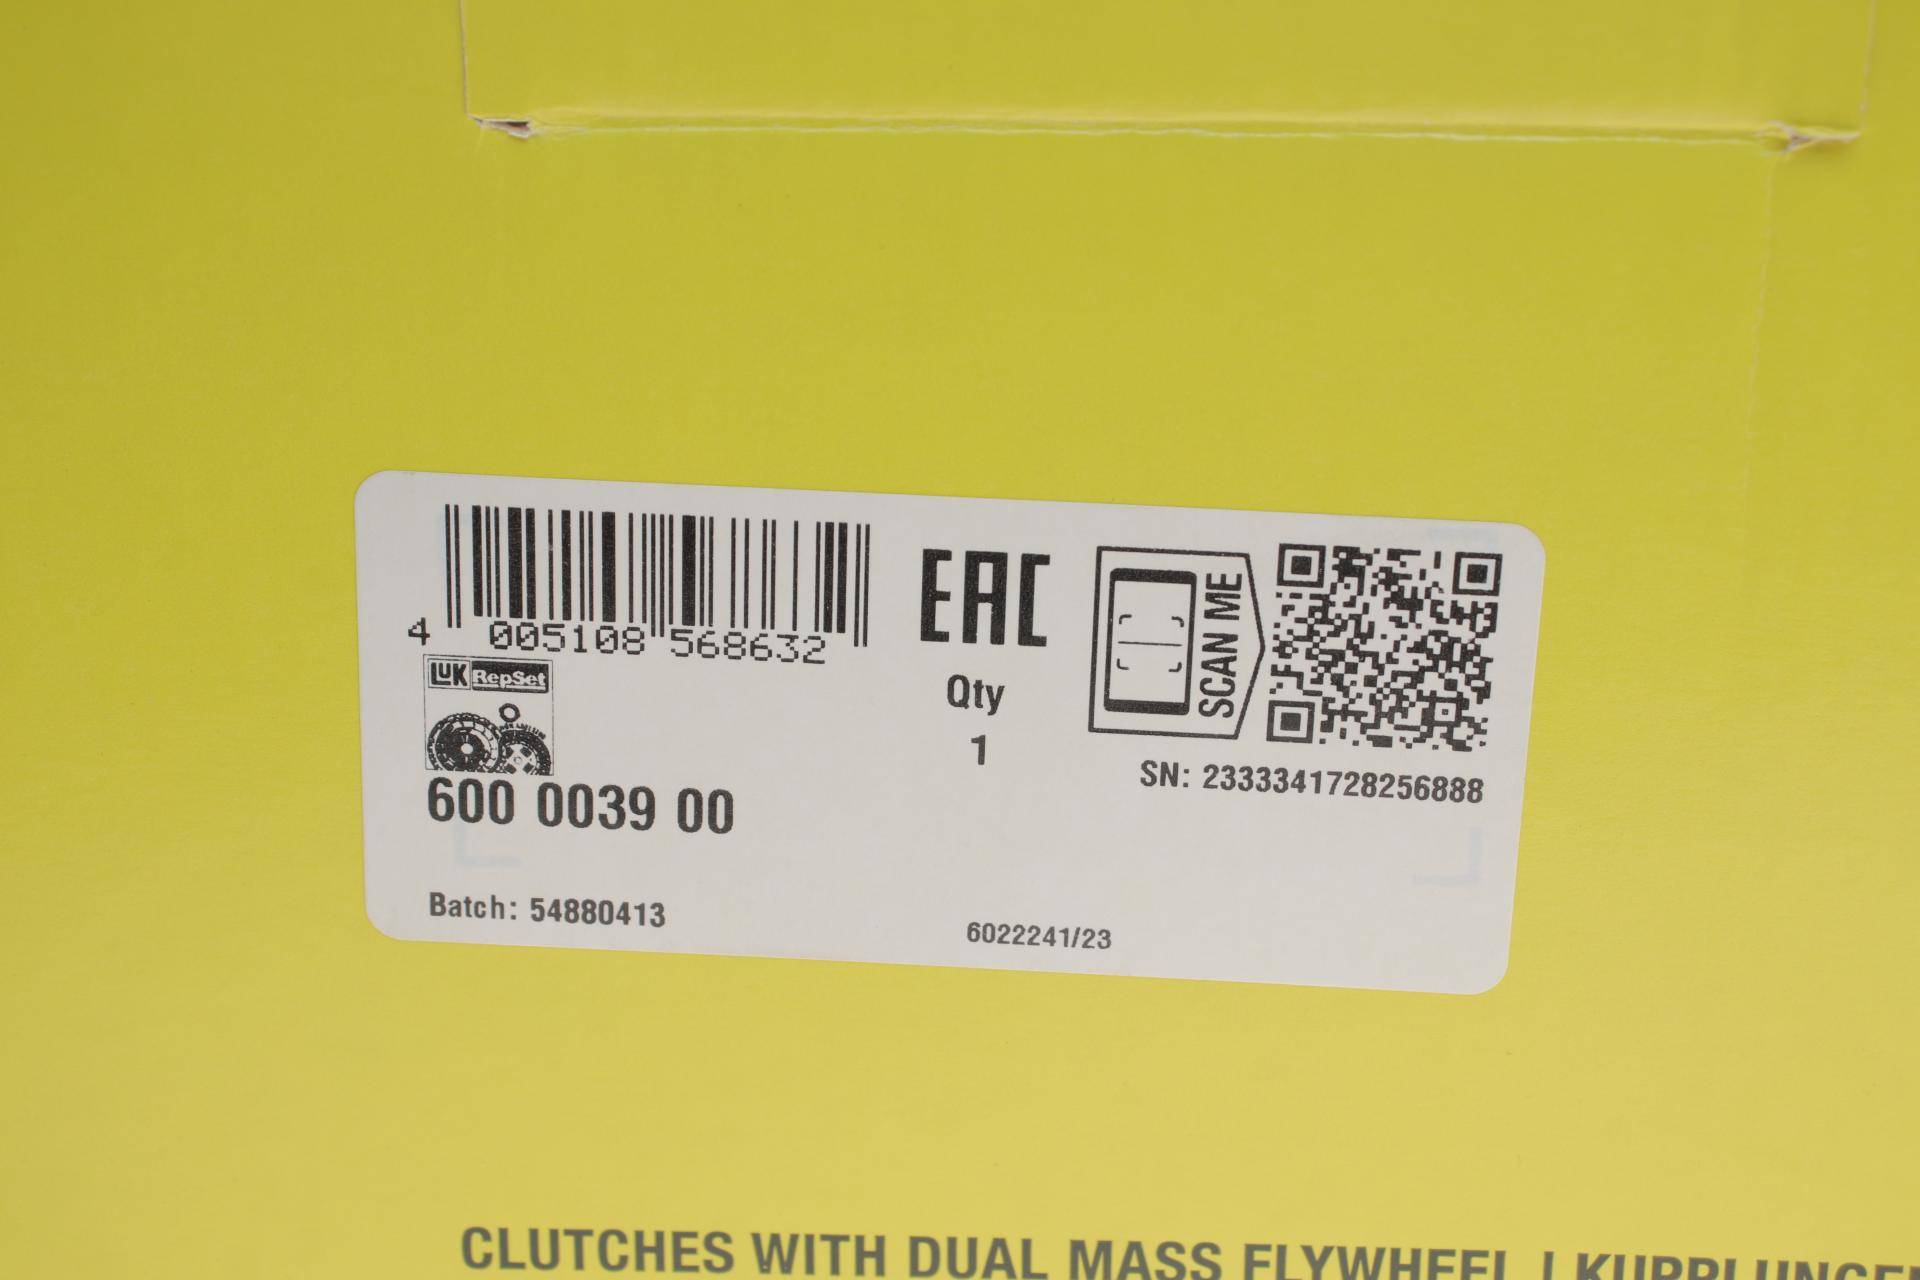 4 005108 568632
EAC
SCAN ME
LuK RepSet
Qty
1
SN: 2333341728256888
600 0039 00
Batch: 54880413
6022241/23
CLUTCHES WITH DUAL MASS FLYWHEEL |